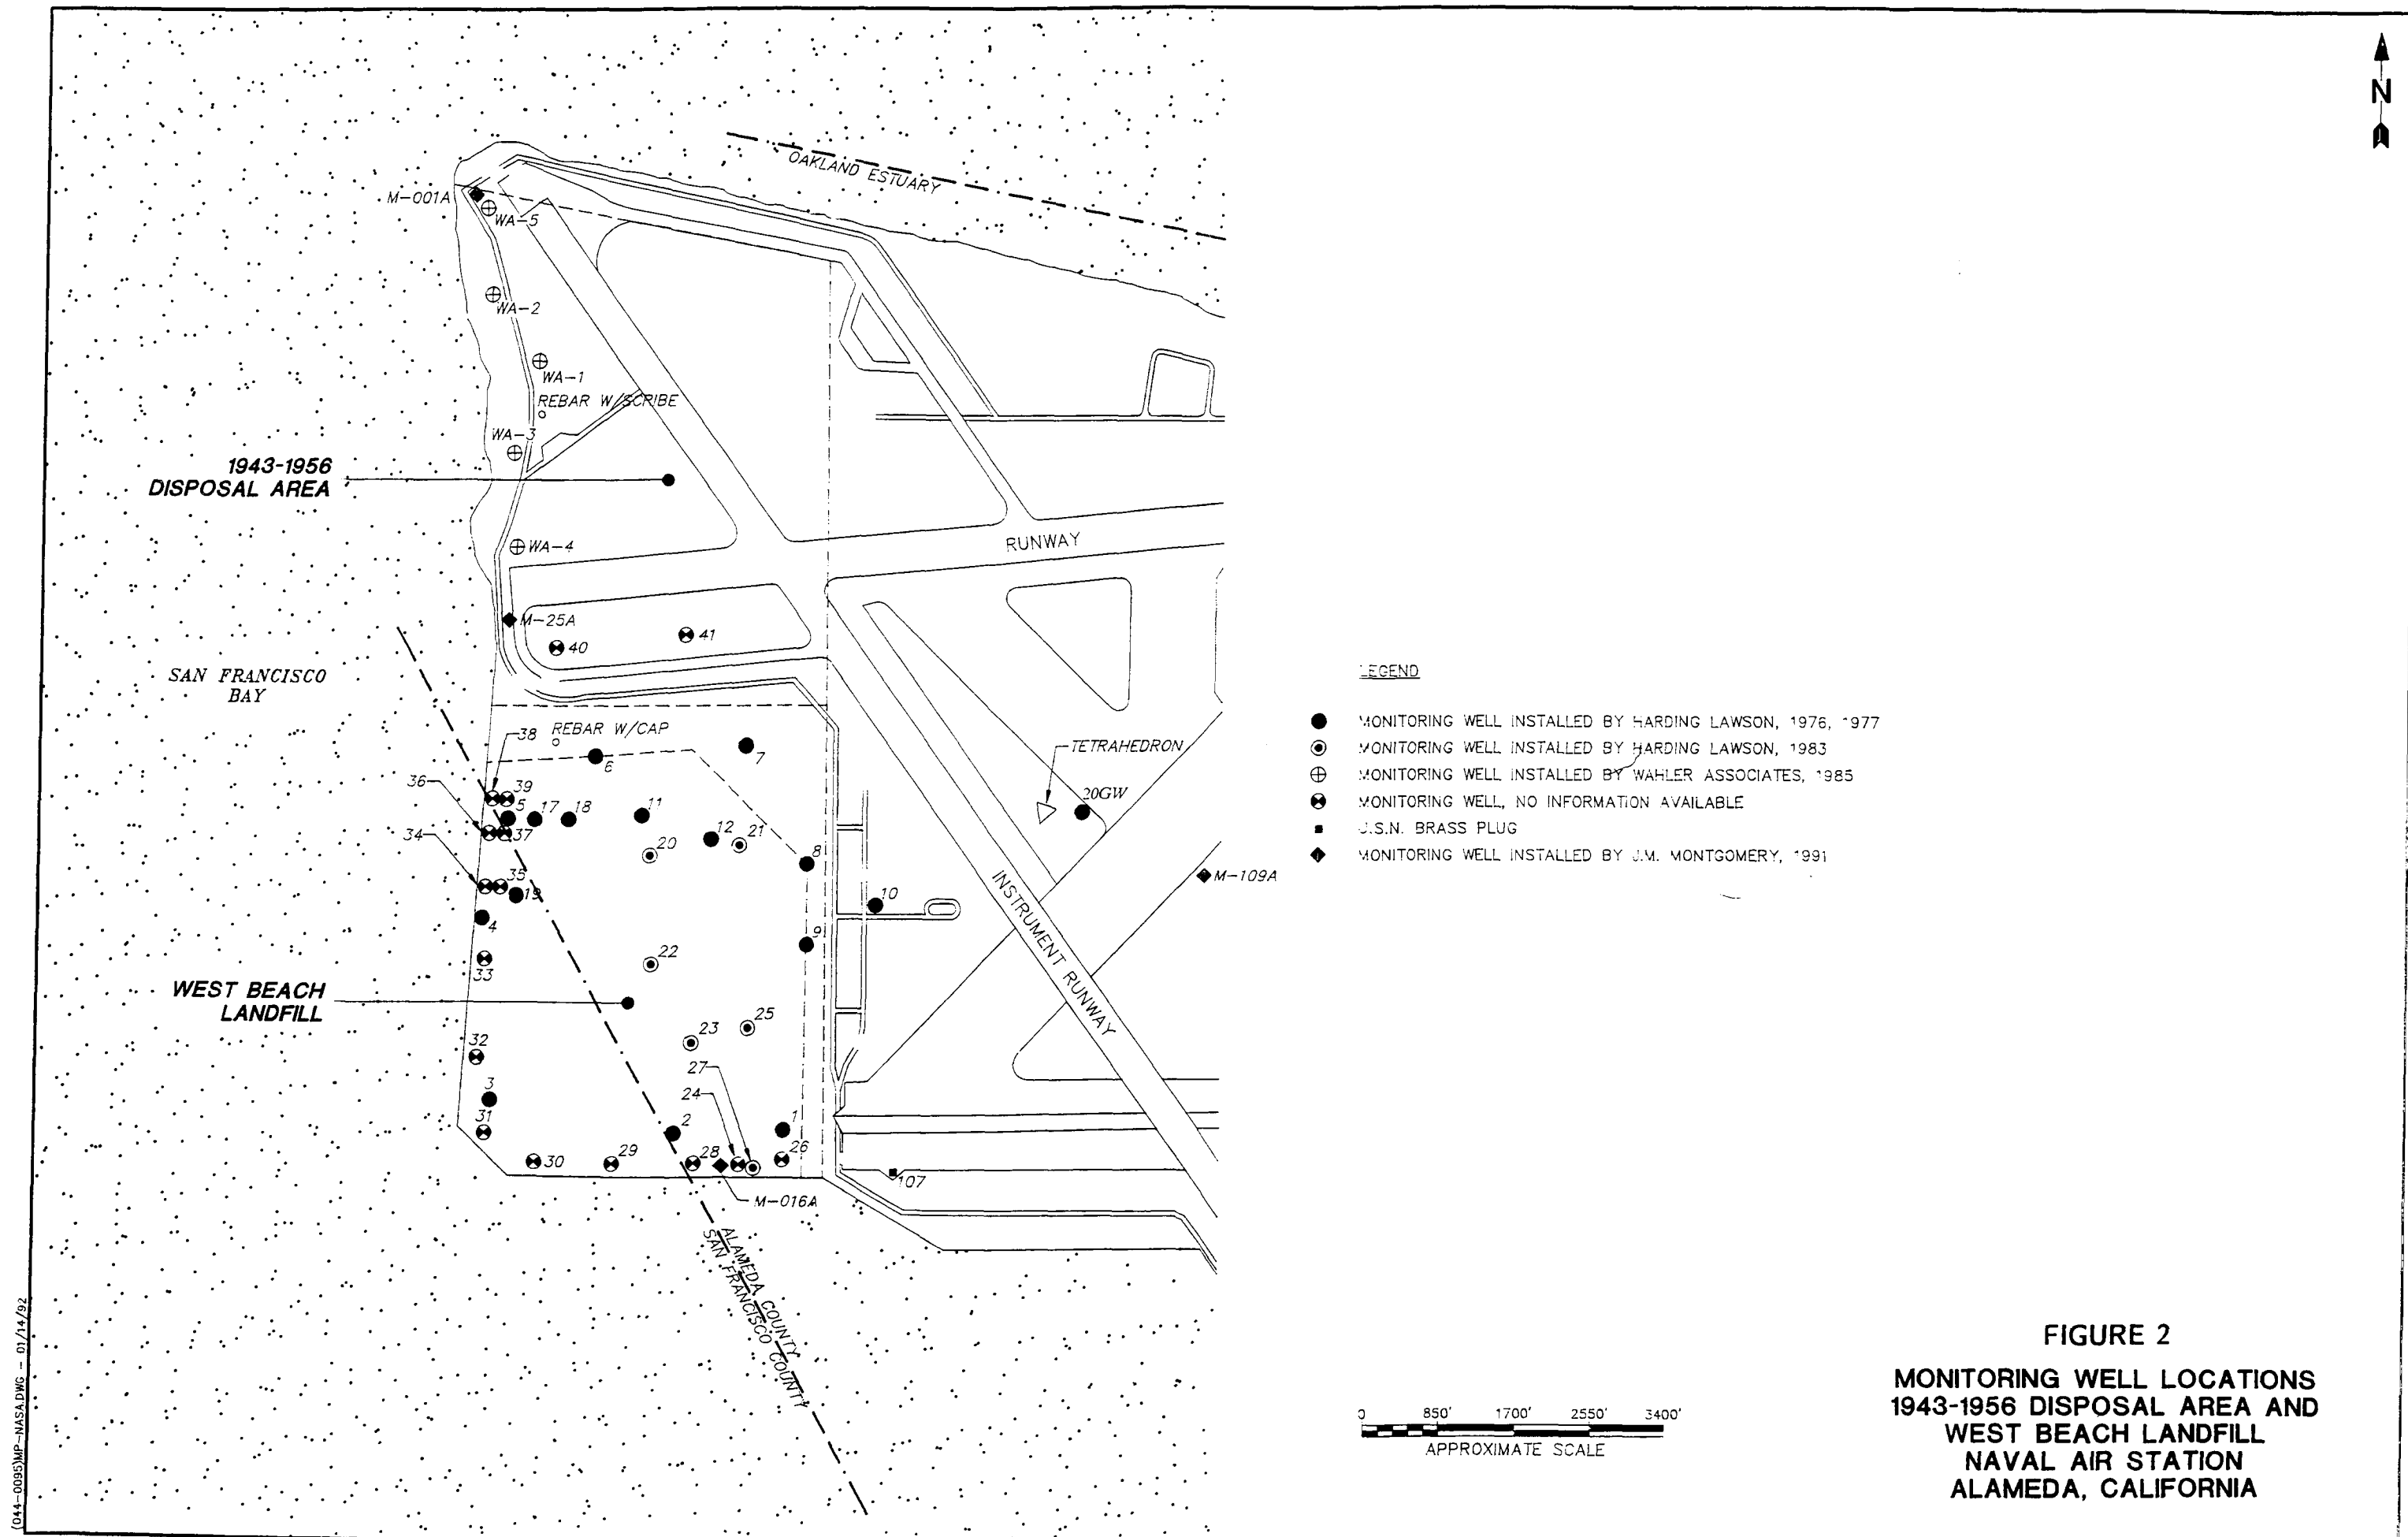 N
OAKLAND ESTUARY
M-001A
WA-5
WA-2
WA-1
REBAR W/SCRIBE
WA-3
1943-1956
DISPOSAL AREA
WA-4
RUNWAY
M-25A
40
41
SAN FRANCISCO
BAY
LEGEND
MONITORING WELL INSTALLED BY HARDING LAWSON, 1976, 1977
MONITORING WELL INSTALLED BY HARDING LAWSON, 1983
MONITORING WELL INSTALLED BY WAHLER ASSOCIATES, 1985
MONITORING WELL, NO INFORMATION AVAILABLE
U.S.N. BRASS PLUG
MONITORING WELL INSTALLED BY J.M. MONTGOMERY, 1991
38
REBAR W/CAP
6
7
TETRAHEDRON
36
39
5
17
18
11
20GW
34
37
12
21
20
8
35
19
M-109A
10
4
9
33
22
INSTRUMENT RUNWAY
WEST BEACH
LANDFILL
25
23
32
27
3
24
31
2
1
30
29
28
26
107
M-016A
ALAMEDA COUNTY
SAN FRANCISCO COUNTY
FIGURE 2
MONITORING WELL LOCATIONS
1943-1956 DISPOSAL AREA AND
WEST BEACH LANDFILL
NAVAL AIR STATION
ALAMEDA, CALIFORNIA
0 850' 1700' 2550' 3400'
APPROXIMATE SCALE
(044-0095)MP-NASA.DWG - 01/14/92